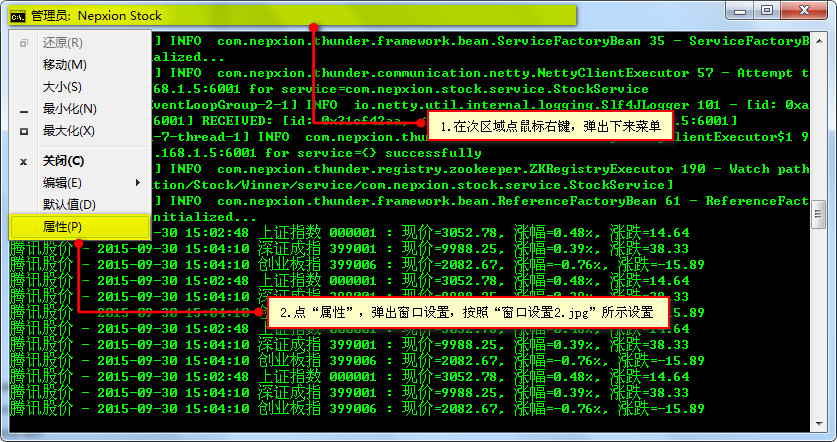 管理员: Nepxion Stock
还原(R)
移动(M)
大小(S)
最小化(N)
最大化(X)
关闭(C)
编辑(E)
默认值(D)
属性(P)
] INFO com.nepxion.thunder.framework.bean.ServiceFactoryBean 35 - ServiceFactoryB
ialized...
] INFO com.nepxion.thunder.communication.netty.NettyClientExecutor 57 - Attempt t
168.1.5:6001 for service=com.nepxion.stock.service.StockService
EventLoopGroup-2-1] INFO io.netty.util.internal.logging.Slf4JLogger 101 - [id: 0xa
6001] RECEIVED: [id:
1.在次区域点鼠标右键，弹出下来菜单
5:6001]
-7-thread-1] INFO com.nepxion.thu
ClientExecutor$1 9
.168.1.5:6001 for service={} successfully
] INFO com.nepxion.thunder.registry.zookeeper.ZKRegistryExecutor 190 - Watch path
ation/Stock/Winner/service/com.nepxion.stock.service.StockService]
] INFO com.nepxion.thunder.framework.bean.ReferenceFactoryBean 61 - ReferenceFact
nitialized...
-09-30 15:02:48 上证指数 000001 : 现价=3052.78, 涨幅=0.48%, 涨跌=14.64
腾讯股价 - 2015-09-30 15:04:10 深证成指 399001 : 现价=9988.25, 涨幅=0.39%, 涨跌=38.33
腾讯股价 - 2015-09-30 15:04:10 创业板指 399006 : 现价=2082.67, 涨幅=-0.76%, 涨跌=-15.89
腾讯股价 - 2015-09-30 15:02:48 上证指数 000001 : 现价=3052.78, 涨幅=0.48%, 涨跌=14.64
腾讯股价 - 2015-09-30 15:04:10
38.33
2.点“属性”，弹出窗口设置，按照“窗口设置2.jpg”所示设置
腾讯股价 - 2015-09-30 15:04:10
-15.89
腾讯股价 - 2015-09-30 15:02:48 上证指数 000001 : 现价=3052.78, 涨幅=0.48%, 涨跌=14.64
腾讯股价 - 2015-09-30 15:04:10 深证成指 399001 : 现价=9988.25, 涨幅=0.39%, 涨跌=38.33
腾讯股价 - 2015-09-30 15:04:10 创业板指 399006 : 现价=2082.67, 涨幅=-0.76%, 涨跌=-15.89
腾讯股价 - 2015-09-30 15:02:48 上证指数 000001 : 现价=3052.78, 涨幅=0.48%, 涨跌=14.64
腾讯股价 - 2015-09-30 15:04:10 深证成指 399001 : 现价=9988.25, 涨幅=0.39%, 涨跌=38.33
腾讯股价 - 2015-09-30 15:04:10 创业板指 399006 : 现价=2082.67, 涨幅=-0.76%, 涨跌=-15.89